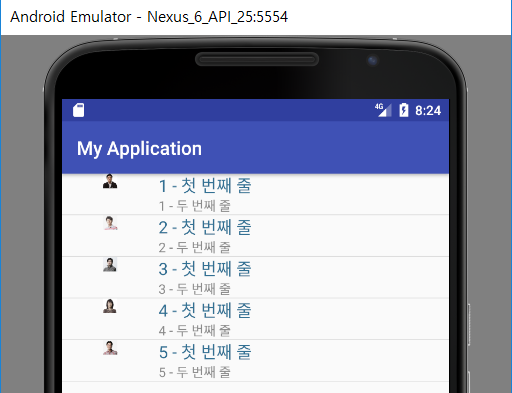 Android Emulator - Nexus_6_API_25:5554
4G 8:24
My Application
1 - 첫 번째 줄
1 - 두 번째 줄
2 - 첫 번째 줄
2 - 두 번째 줄
3 - 첫 번째 줄
3 - 두 번째 줄
4 - 첫 번째 줄
4 - 두 번째 줄
5 - 첫 번째 줄
5 - 두 번째 줄